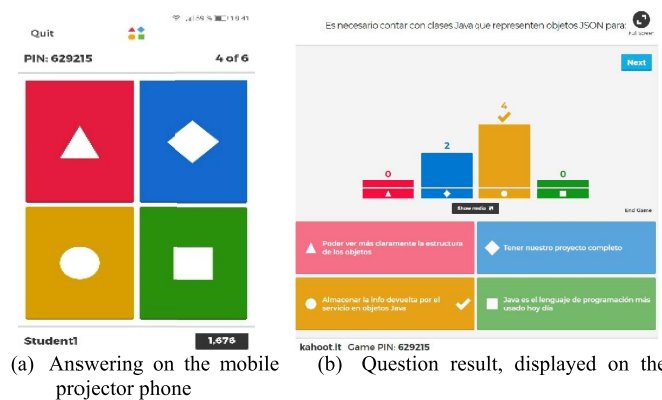 59 % 18:41
Quit
PIN: 629215 4 of 6
Student1 1,676
Es necesario contar con clases Java que representen objetos JSON para:
Full Screen
Next
4
2
0 0
Show media
End Game
Poder ver más claramente la estructura
de los objetos
Tener nuestro proyecto completo
Almacenar la info devuelta por el
servicio en objetos Java
Java es el lenguaje de programación más
usado hoy día
kahoot.it Game PIN: 629215
(a) Answering on the mobile
projector phone
(b) Question result, displayed on the